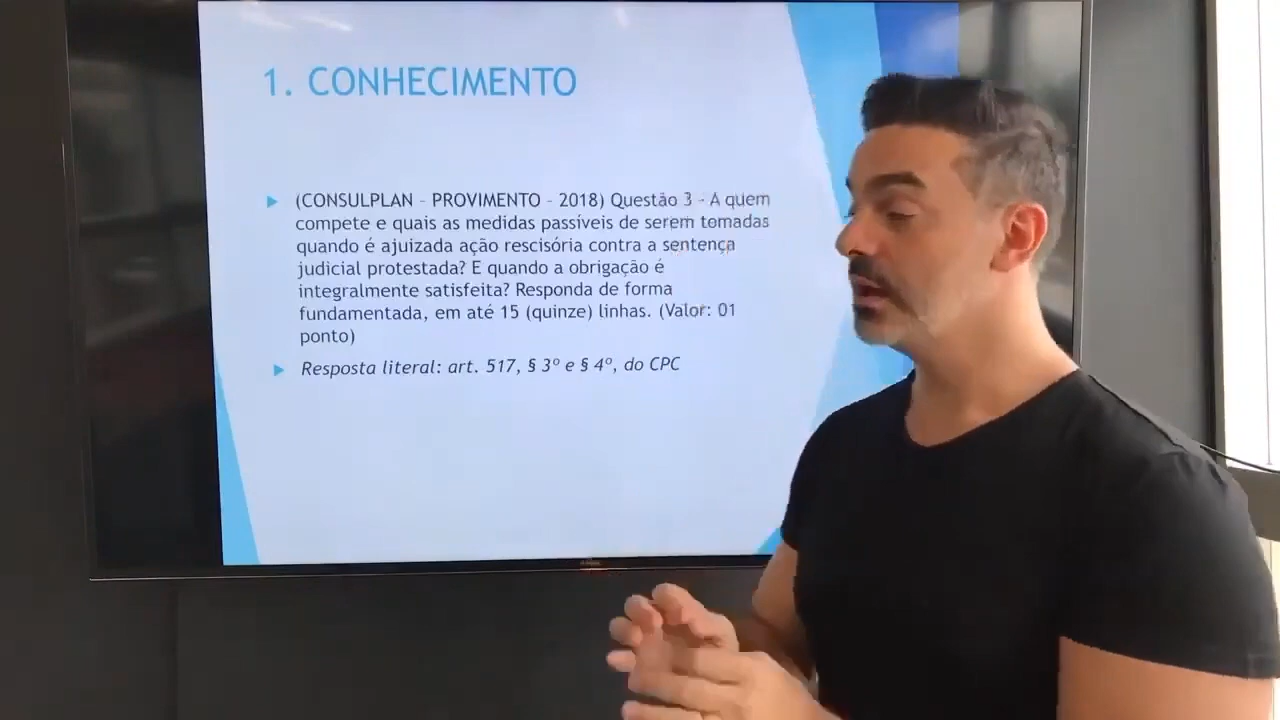 1. CONHECIMENTO
(CONSULPLAN – PROVIMENTO – 2018) Questão 3 - A quem
compete e quais as medidas passíveis de serem tomadas
quando é ajuizada ação rescisória contra a sentença
judicial protestada? E quando a obrigação é
integralmente satisfeita? Responda de forma
fundamentada, em até 15 (quinze) linhas. (Valor: 01
ponto)
Resposta literal: art. 517, § 3º e § 4º, do CPC